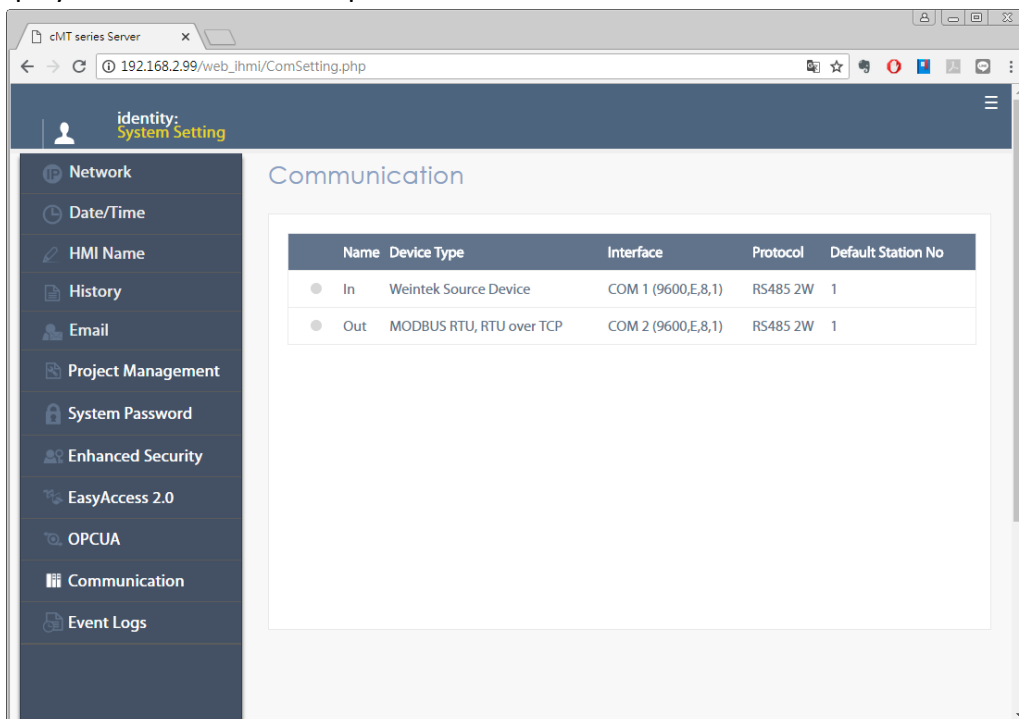 cMT series Server
192.168.2.99/web_ihmi/ComSetting.php
identity:
System Setting
Network
Date/Time
HMI Name
History
Email
Project Management
System Password
Enhanced Security
EasyAccess 2.0
OPCUA
Communication
Event Logs
Communication
Name Device Type Interface Protocol Default Station No
In Weintek Source Device COM 1 (9600,E,8,1) RS485 2W 1
Out MODBUS RTU, RTU over TCP COM 2 (9600,E,8,1) RS485 2W 1